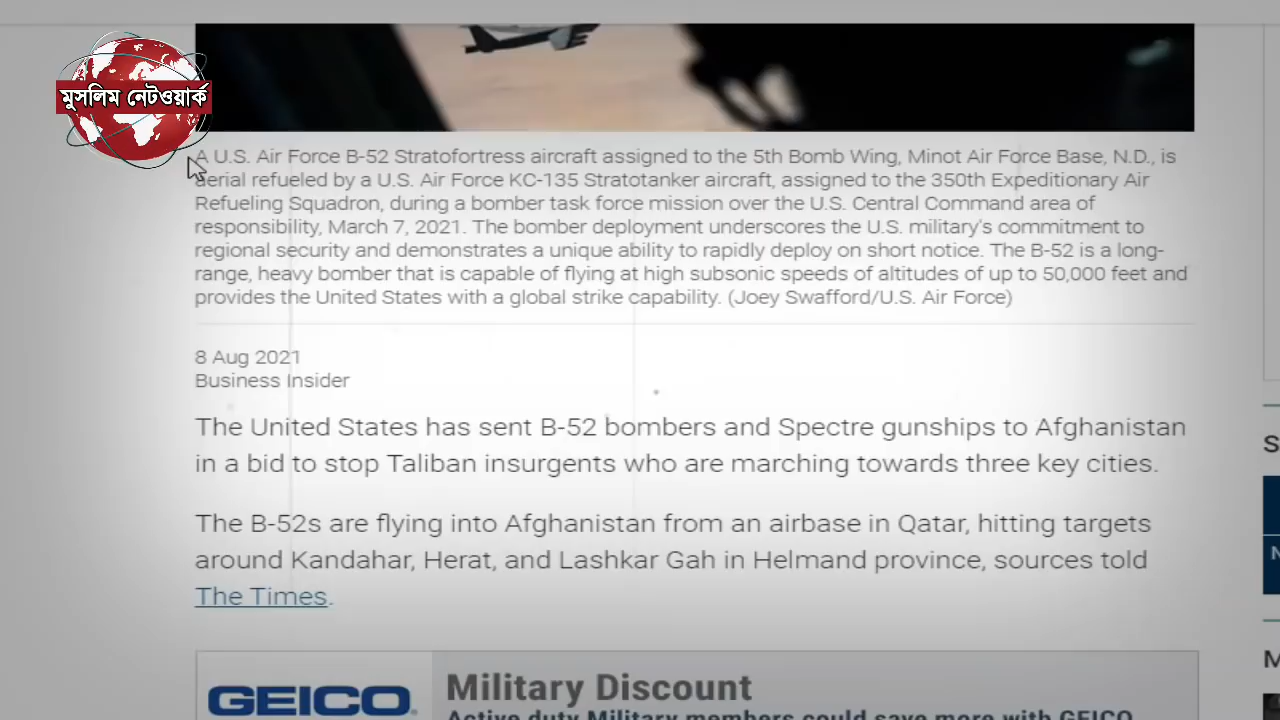 মুসলিম নেটওয়ার্ক
A U.S. Air Force B-52 Stratofortress aircraft assigned to the 5th Bomb Wing, Minot Air Force Base, N.D., is
aerial refueled by a U.S. Air Force KC-135 Stratotanker aircraft, assigned to the 350th Expeditionary Air
Refueling Squadron, during a bomber task force mission over the U.S. Central Command area of
responsibility, March 7, 2021. The bomber deployment underscores the U.S. military's commitment to
regional security and demonstrates a unique ability to rapidly deploy on short notice. The B-52 is a long-
range, heavy bomber that is capable of flying at high subsonic speeds of altitudes of up to 50,000 feet and
provides the United States with a global strike capability. (Joey Swafford/U.S. Air Force)
8 Aug 2021
Business Insider
The United States has sent B-52 bombers and Spectre gunships to Afghanistan
in a bid to stop Taliban insurgents who are marching towards three key cities.
The B-52s are flying into Afghanistan from an airbase in Qatar, hitting targets
around Kandahar, Herat, and Lashkar Gah in Helmand province, sources told
The Times.
GEICO
Military Discount
Active duty Military members could save more with GEICO